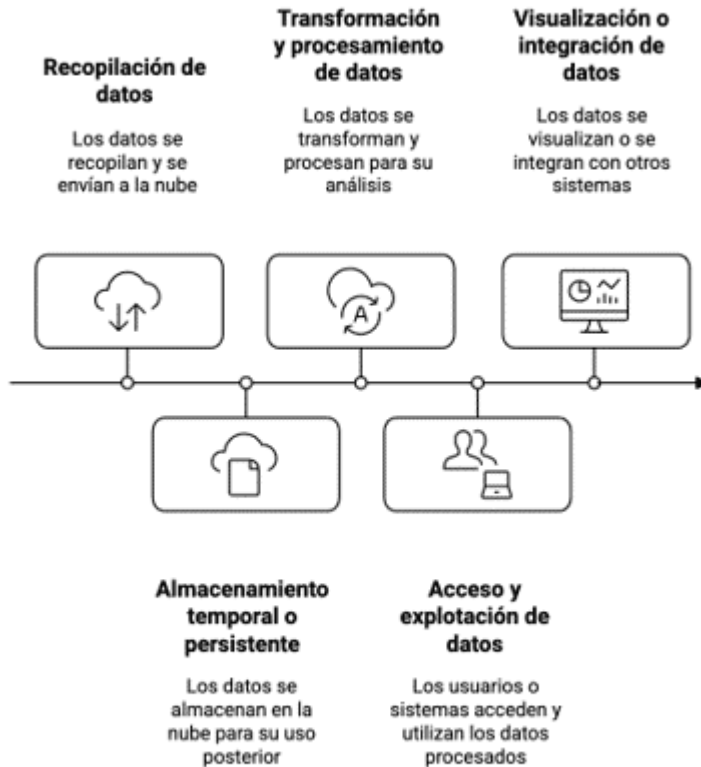 Recopilación de
datos
Los datos se
recopilan y se
envían a la nube
Transformación
y procesamiento
de datos
Los datos se
transforman y
procesan para su
análisis
Visualización o
integración de
datos
Los datos se
visualizan o se
integran con otros
sistemas
A
Almacenamiento
temporal o
persistente
Los datos se
almacenan en la
nube para su uso
posterior
Acceso y
explotación de
datos
Los usuarios o
sistemas acceden y
utilizan los datos
procesados